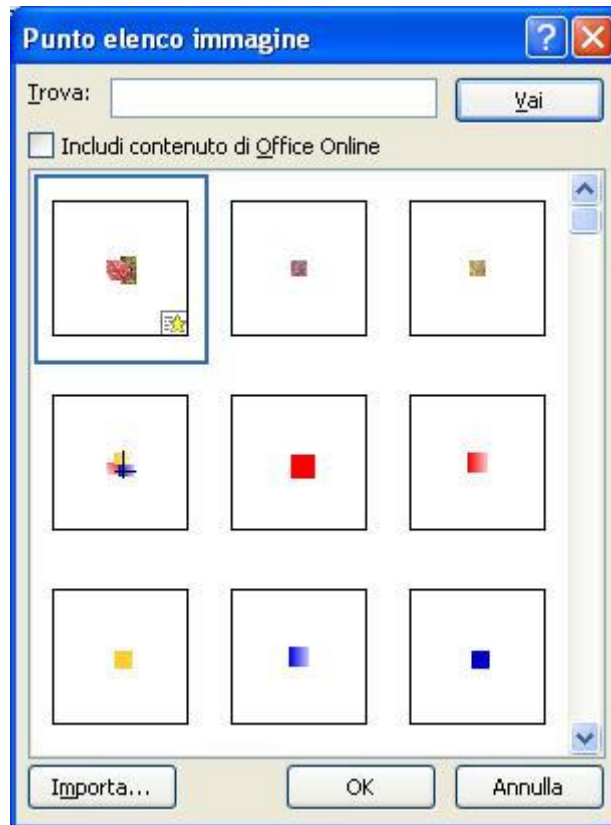 Punto elenco immagine
Trova: Vai
Includi contenuto di Office Online
Importa... OK Annulla